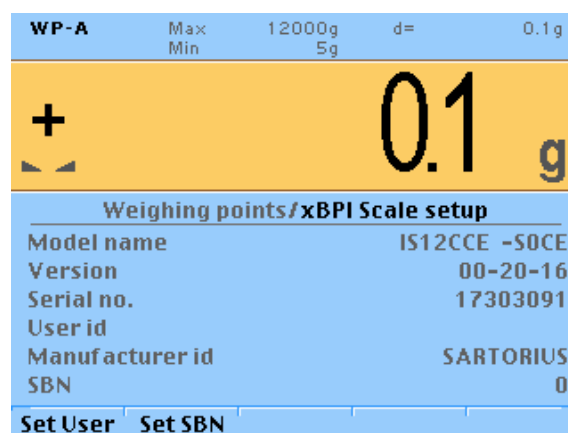 WP-A Max 12000g d= 0.1g
Min 5g
+ 0.1 g
Weighing points/xBPI Scale setup
Model name IS12CCE -S0CE
Version 00-20-16
Serial no. 17303091
User id
Manufacturer id SARTORIUS
SBN 0
Set User Set SBN